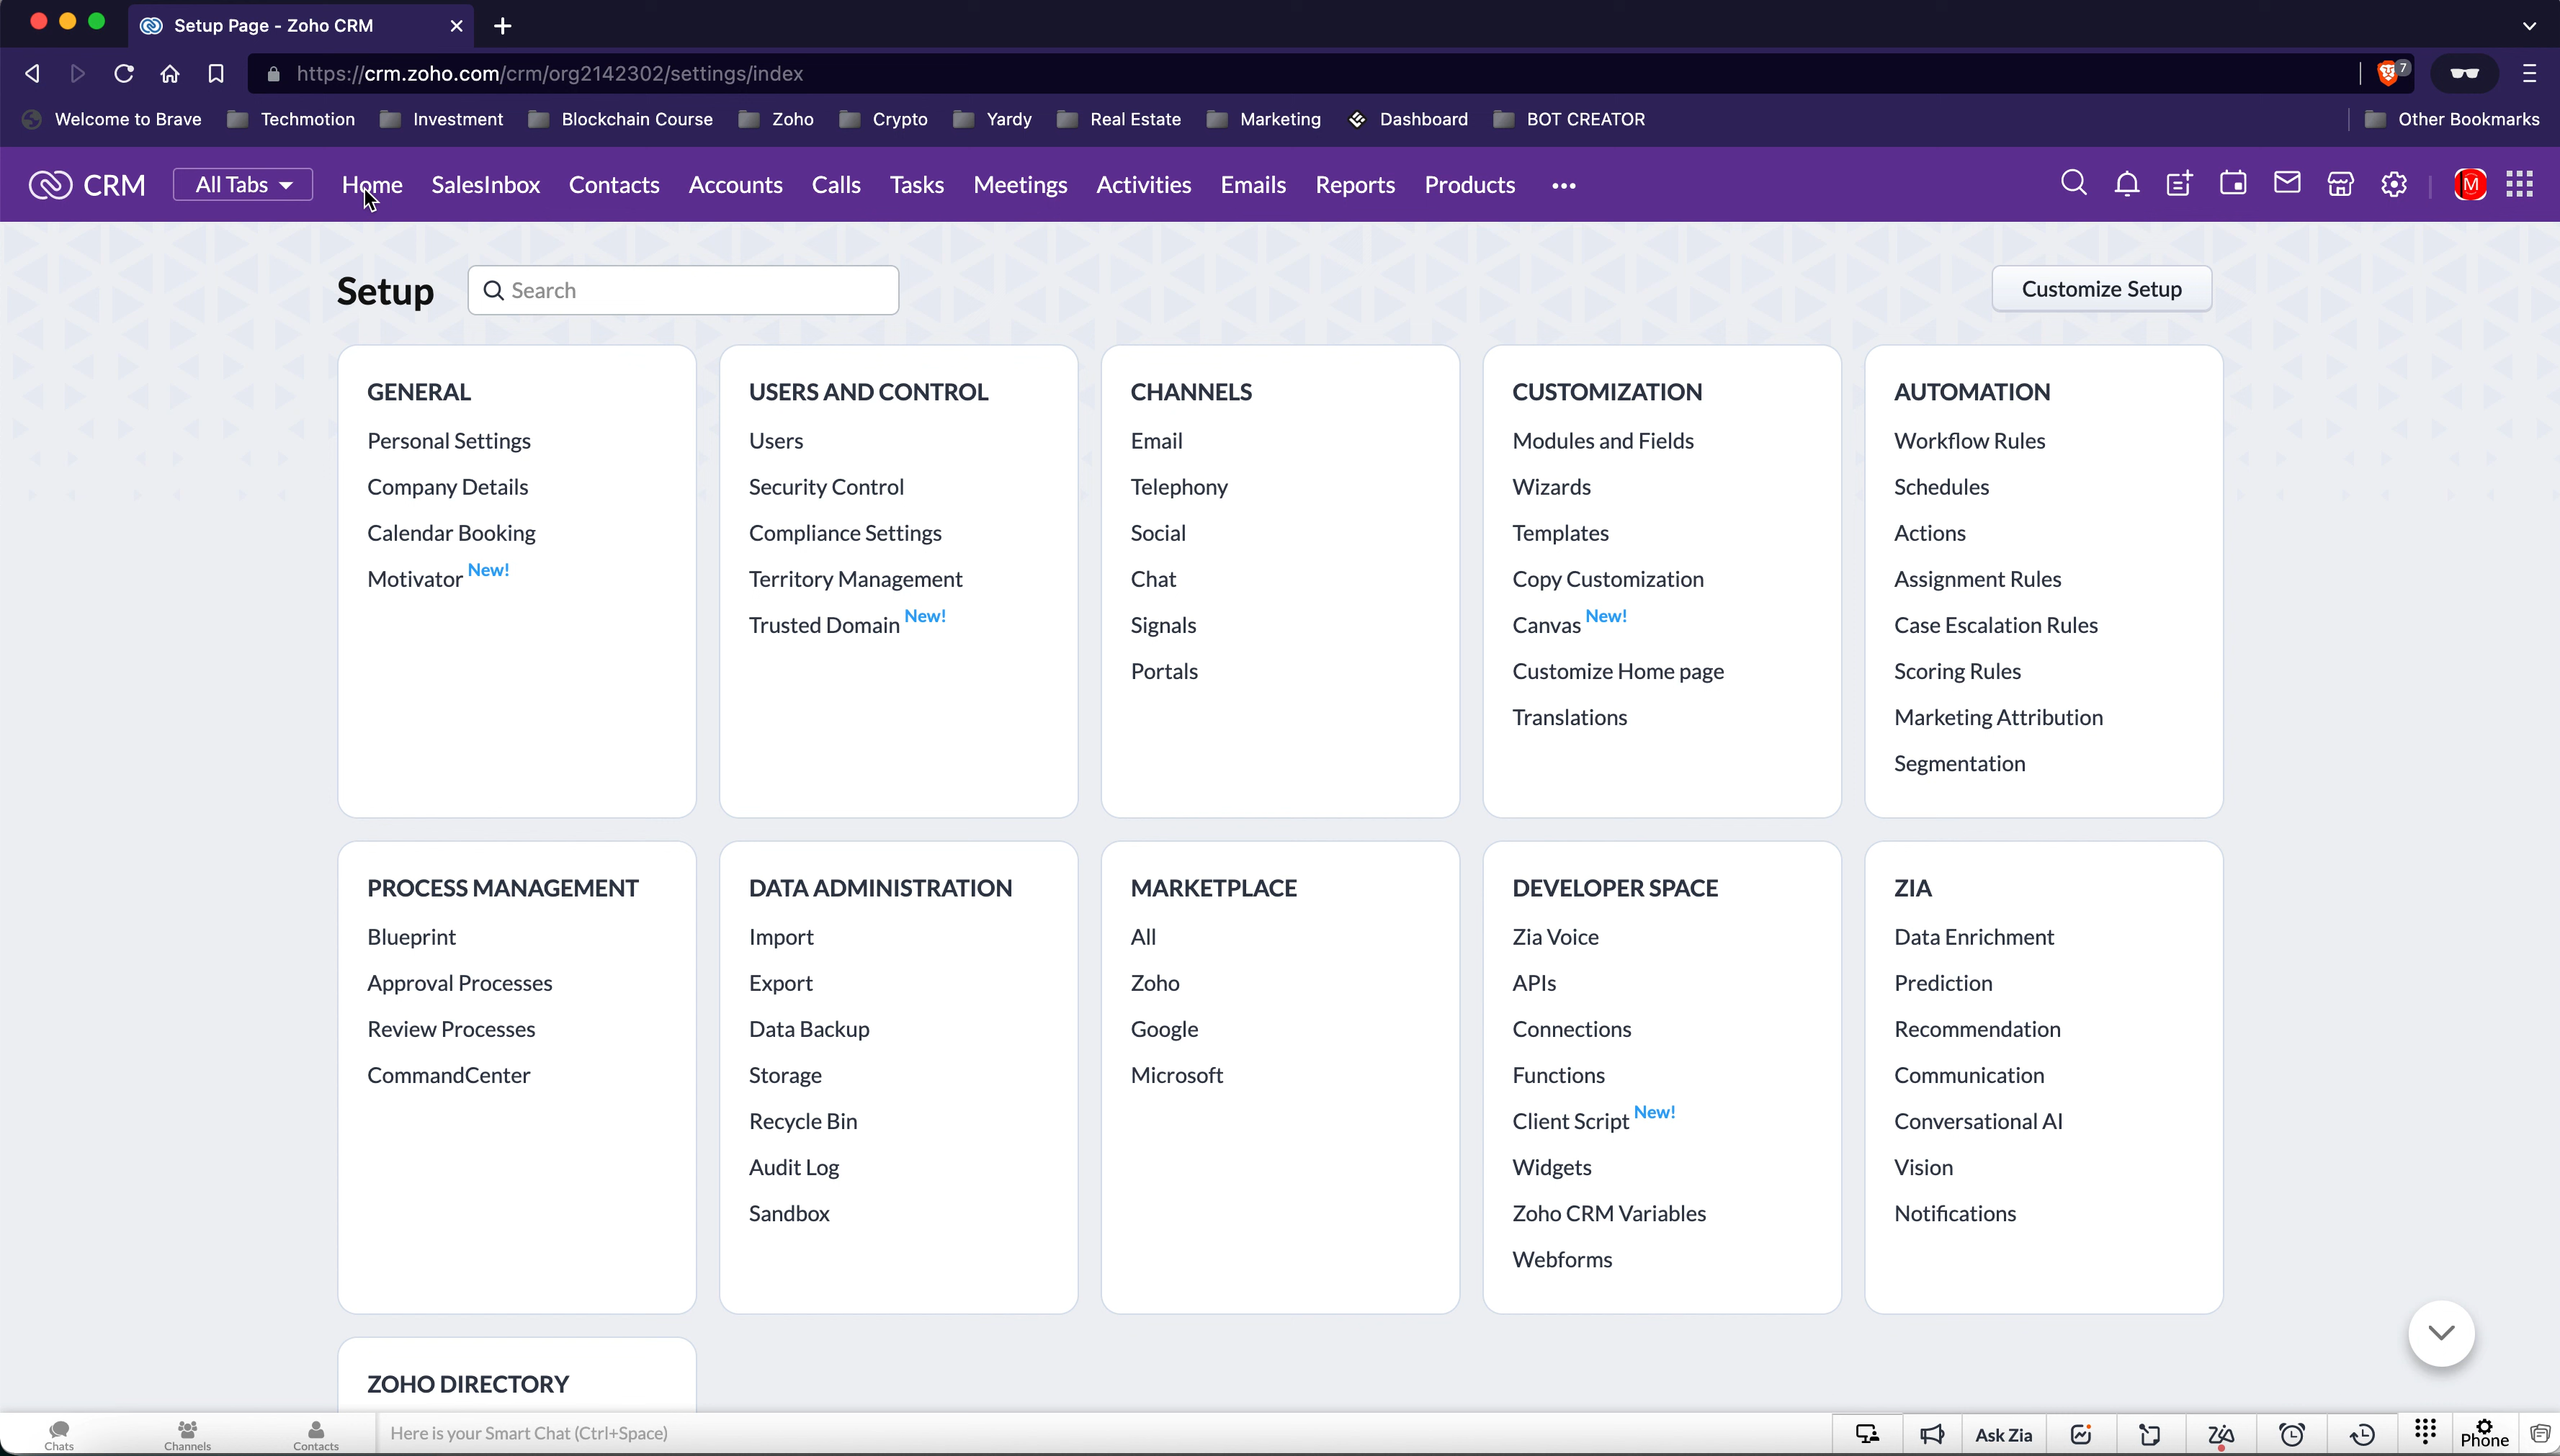 Setup Page - Zoho CRM
https://crm.zoho.com/crm/org2142302/settings/index
7
Welcome to Brave Techmotion Investment Blockchain Course Zoho Crypto Yardy Real Estate Marketing Dashboard BOT CREATOR Other Bookmarks
CRM All Tabs Home SalesInbox Contacts Accounts Calls Tasks Meetings Activities Emails Reports Products ••• M
Setup Search Customize Setup
GENERAL
Personal Settings
Company Details
Calendar Booking
Motivator New!
USERS AND CONTROL
Users
Security Control
Compliance Settings
Territory Management
Trusted Domain New!
CHANNELS
Email
Telephony
Social
Chat
Signals
Portals
CUSTOMIZATION
Modules and Fields
Wizards
Templates
Copy Customization
Canvas New!
Customize Home page
Translations
AUTOMATION
Workflow Rules
Schedules
Actions
Assignment Rules
Case Escalation Rules
Scoring Rules
Marketing Attribution
Segmentation
PROCESS MANAGEMENT
Blueprint
Approval Processes
Review Processes
CommandCenter
DATA ADMINISTRATION
Import
Export
Data Backup
Storage
Recycle Bin
Audit Log
Sandbox
MARKETPLACE
All
Zoho
Google
Microsoft
DEVELOPER SPACE
Zia Voice
APIs
Connections
Functions
Client Script New!
Widgets
Zoho CRM Variables
Webforms
ZIA
Data Enrichment
Prediction
Recommendation
Communication
Conversational AI
Vision
Notifications
ZOHO DIRECTORY
Chats Channels Contacts Here is your Smart Chat (Ctrl+Space) Ask Zia Phone